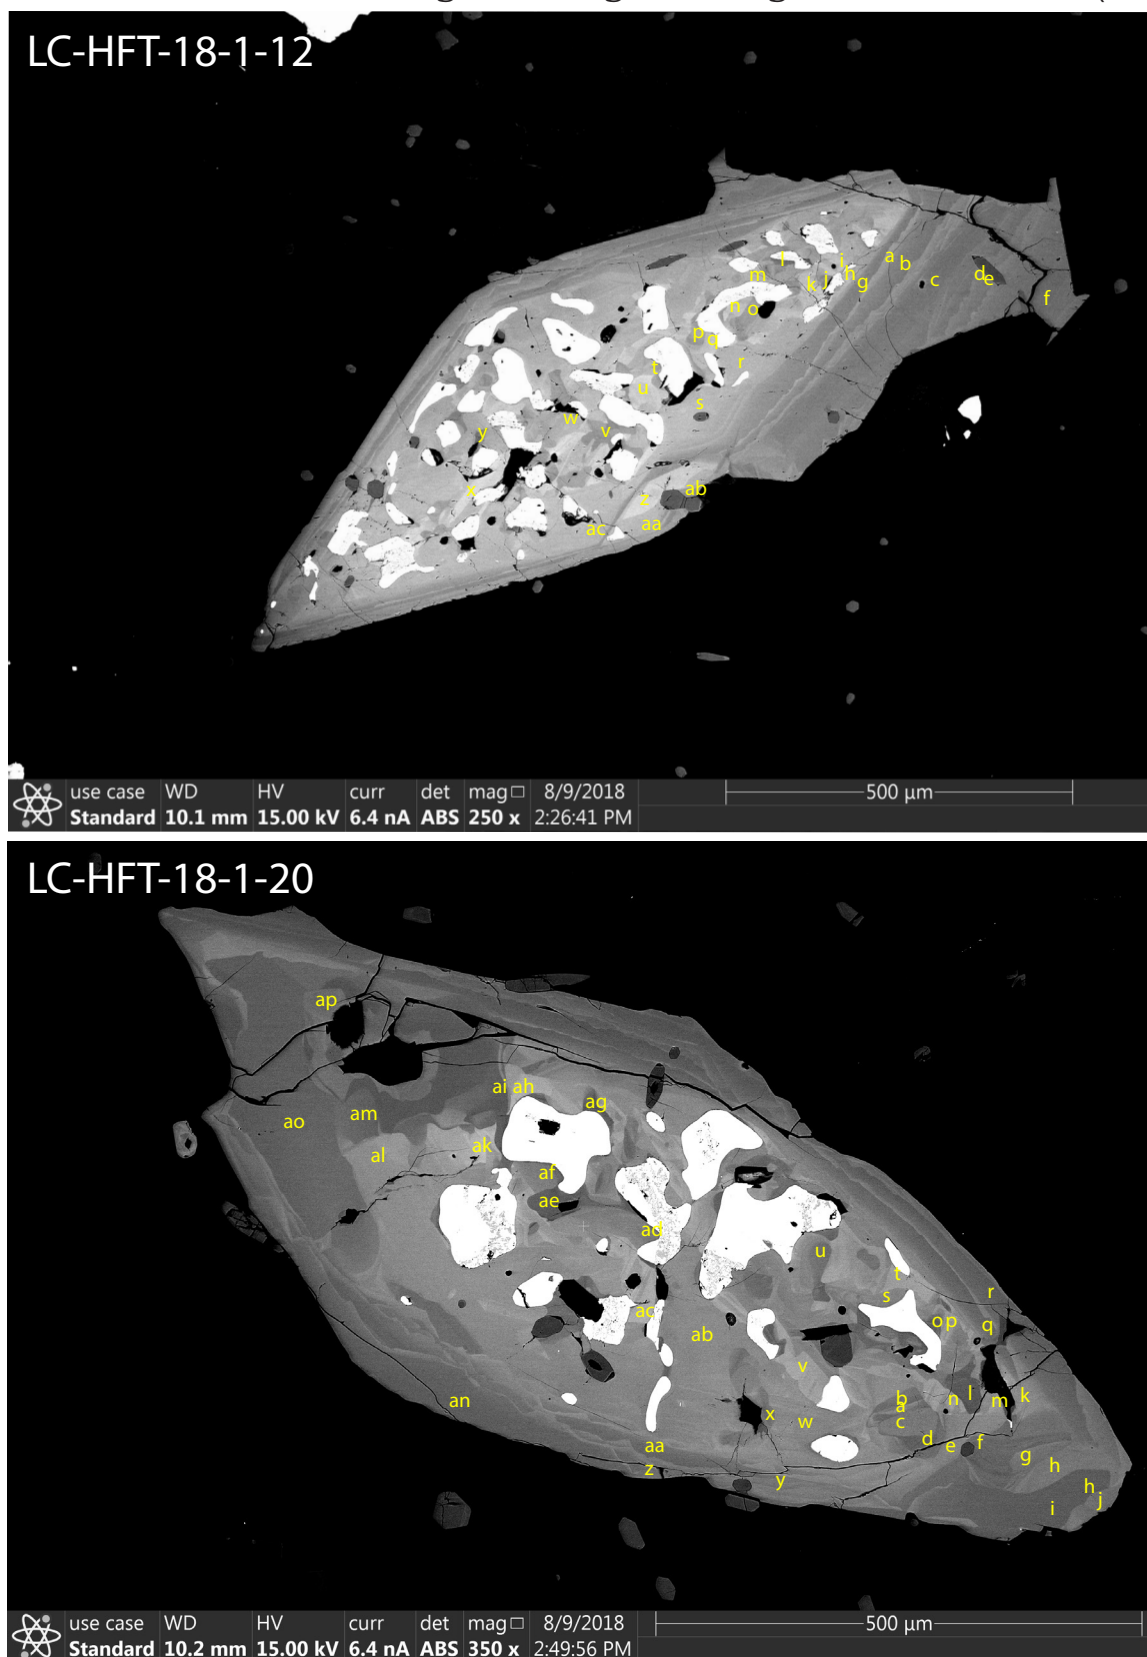 LC-HFT-18-1-12
a
b
c
d
e
f
i
h
g
j
k
l
m
n
o
p
q
r
t
u
s
w
v
y
x
z
ab
aa
ac
use case WD HV curr det mag□ 8/9/2018 500 µm
Standard 10.1 mm 15.00 kV 6.4 nA ABS 250 x 2:26:41 PM
LC-HFT-18-1-20
ap
ai ah
ag
ao
am
al
ak
af
ae
ad
u
t
s
r
ac
ab
o p
q
v
b
a
c
n
l
m
k
x
w
d
e
f
an
aa
z
y
g
h
h
j
i
use case WD HV curr det mag□ 8/9/2018 500 µm
Standard 10.2 mm 15.00 kV 6.4 nA ABS 350 x 2:49:56 PM